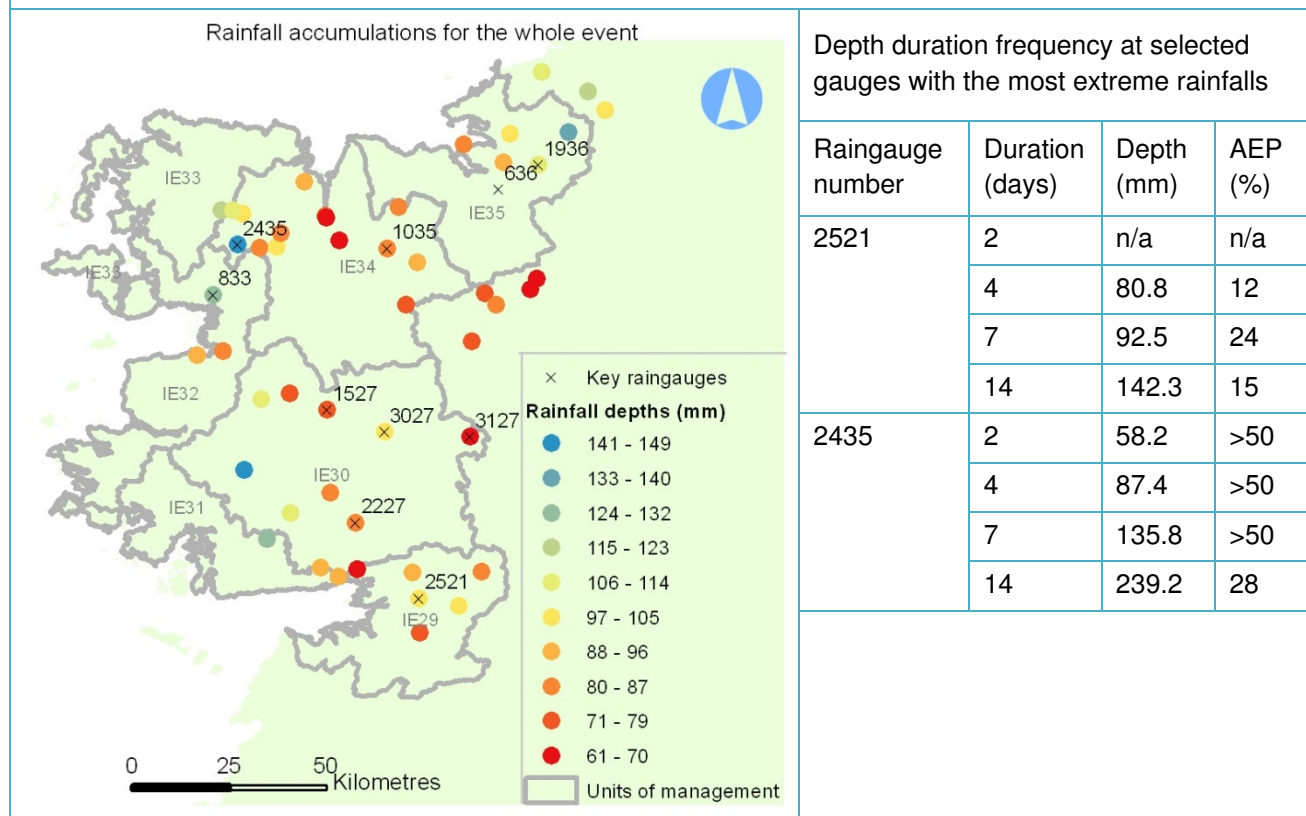 Rainfall accumulations for the whole event
1936
636
IE33
IE35
2435
1035
IE34
IE33
833
IE32
1527
3027
3127
IE30
IE31
2227
2521
IE29
0 25 50
Kilometres
Key raingauges
Rainfall depths (mm)
141 - 149
133 - 140
124 - 132
115 - 123
106 - 114
97 - 105
88 - 96
80 - 87
71 - 79
61 - 70
Units of management
Depth duration frequency at selected
gauges with the most extreme rainfalls
Raingauge Duration Depth AEP
number (days) (mm) (%)
2521 2 n/a n/a
4 80.8 12
7 92.5 24
14 142.3 15
2435 2 58.2 >50
4 87.4 >50
7 135.8 >50
14 239.2 28